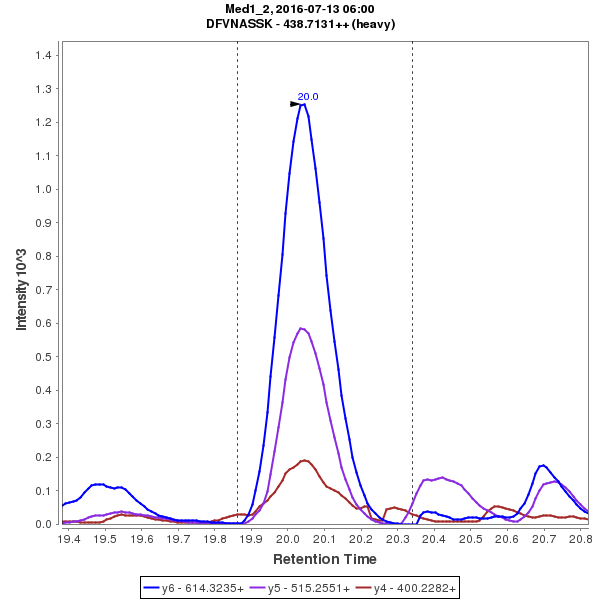 Med1_2, 2016-07-13 06:00
DFVNASSK - 438.7131++ (heavy)
Intensity 10^3
1.4
1.3
1.2
1.1
1.0
0.9
0.8
0.7
0.6
0.5
0.4
0.3
0.2
0.1
0.0
20.0
19.4 19.5 19.6 19.7 19.8 19.9 20.0 20.1 20.2 20.3 20.4 20.5 20.6 20.7 20.8
Retention Time
y6 - 614.3235+ y5 - 515.2551+ y4 - 400.2282+